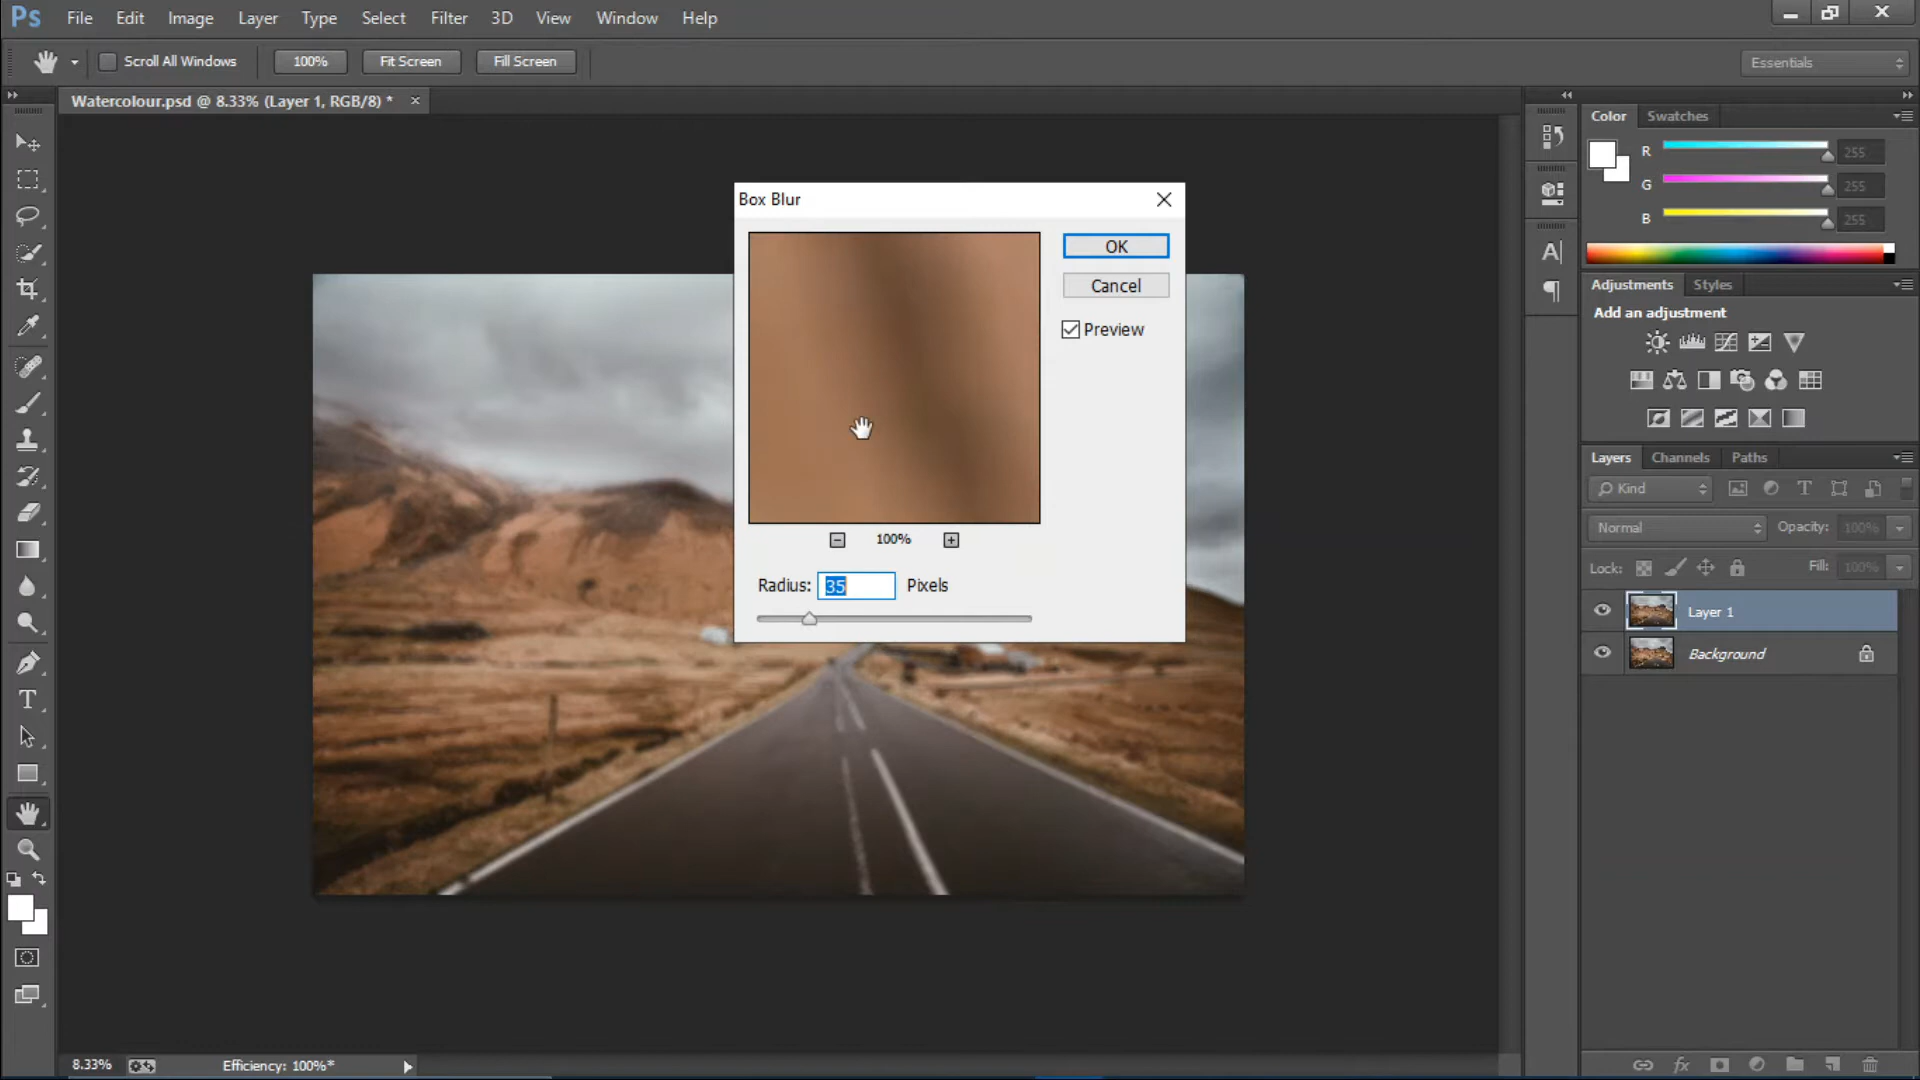 Ps File Edit Image Layer Type Select Filter 3D View Window Help
Scroll All Windows 100% Fit Screen Fill Screen Essentials
Watercolour.psd @ 8.33% (Layer 1, RGB/8) *
Box Blur
OK
Cancel
Preview
100%
Radius: 35 Pixels
Color Swatches
R 255
G 255
B 255
Adjustments Styles
Add an adjustment
Layers Channels Paths
Kind
Normal Opacity: 100%
Lock: Fill: 100%
Layer 1
Background
8.33% Efficiency: 100%*